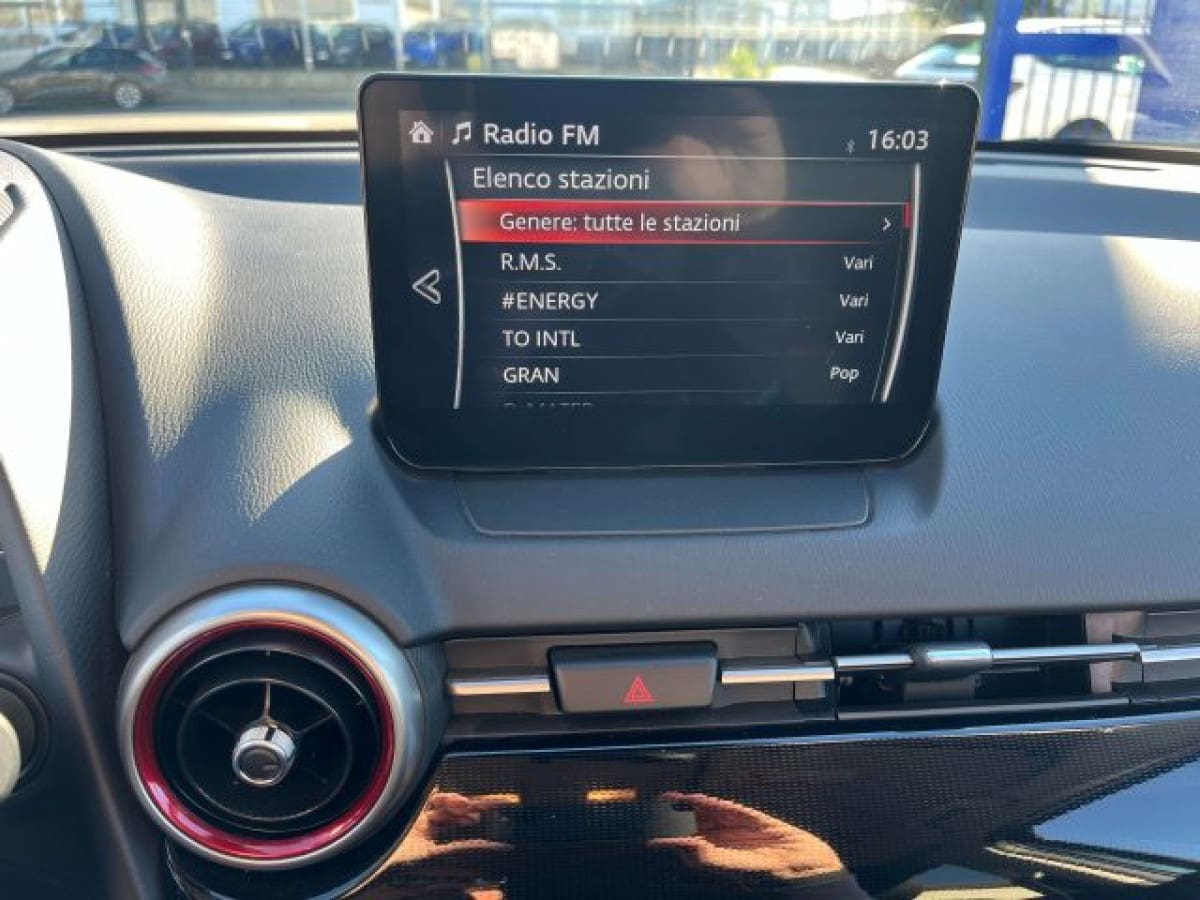 Radio FM 16:03
Elenco stazioni
Genere: tutte le stazioni
R.M.S. Vari
#ENERGY Vari
TO INTL Vari
GRAN Pop